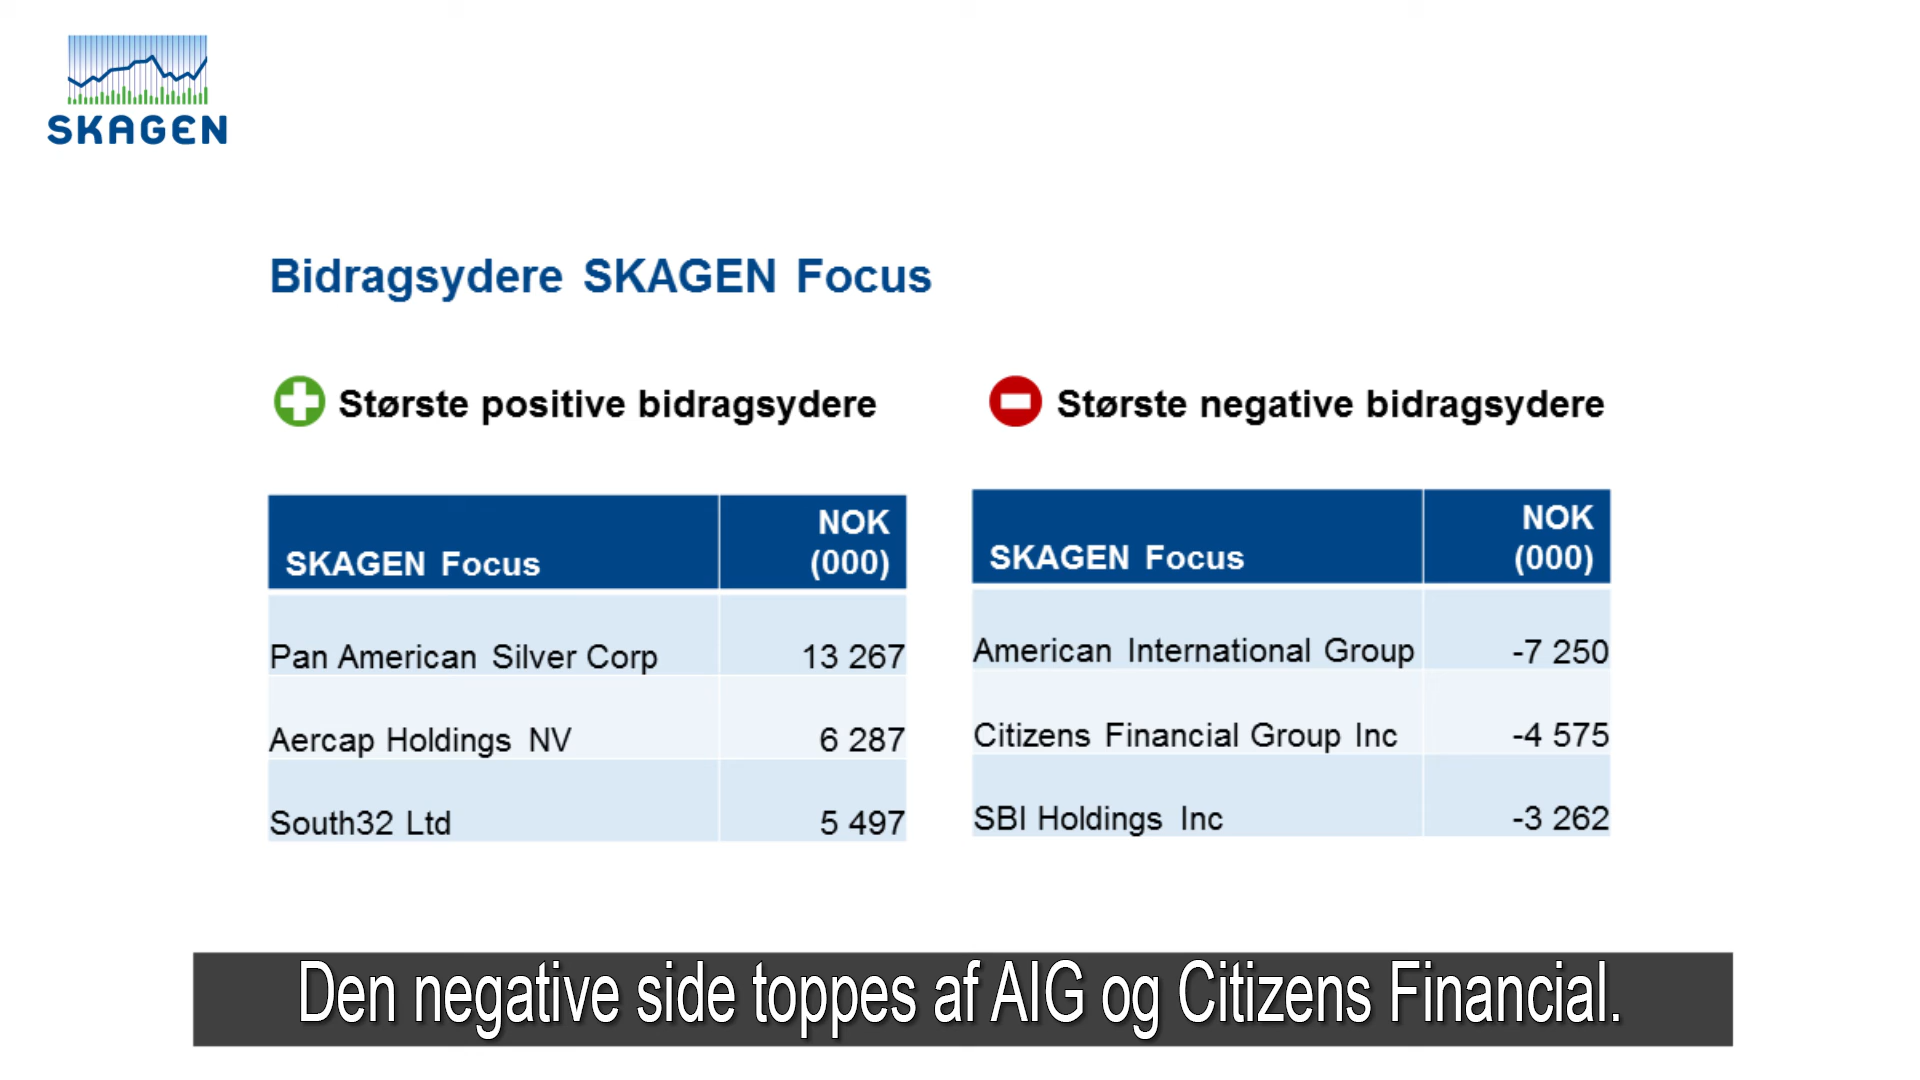 SKAGEN
Bidragsydere SKAGEN Focus
Største positive bidragsydere
SKAGEN Focus NOK (000)
Pan American Silver Corp 13 267
Aercap Holdings NV 6 287
South32 Ltd 5 497
Største negative bidragsydere
SKAGEN Focus NOK (000)
American International Group -7 250
Citizens Financial Group Inc -4 575
SBI Holdings Inc -3 262
Den negative side toppes af AIG og Citizens Financial.